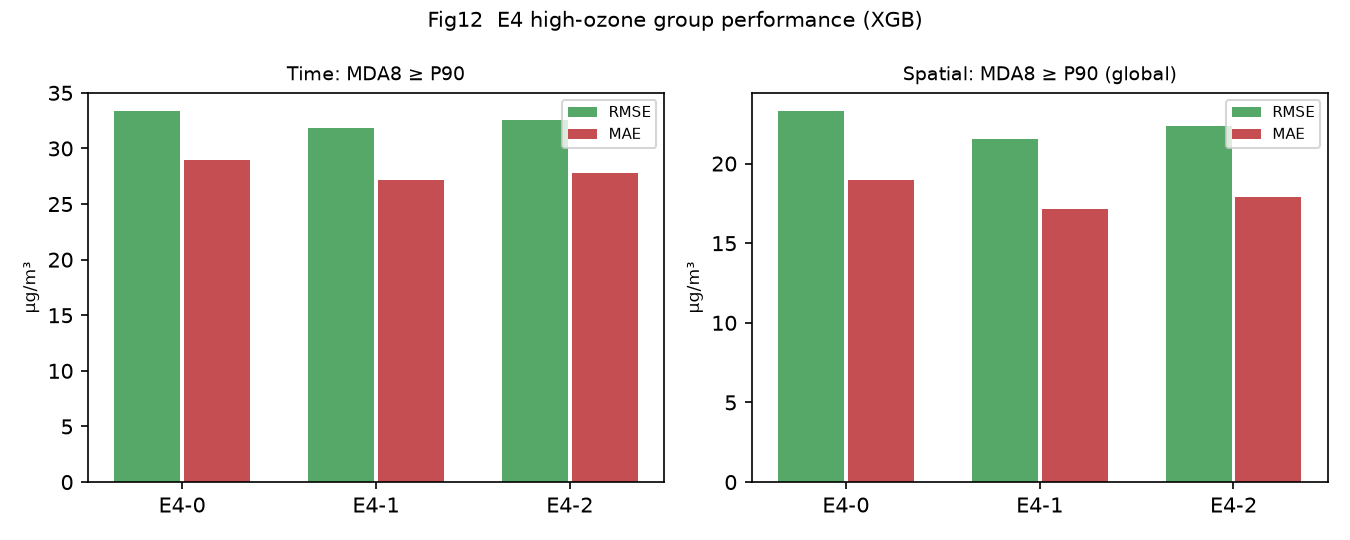 Fig12  E4 high-ozone group performance (XGB)
Time: MDA8 ≥ P90
µg/m³
35
30
25
20
15
10
5
0
E4-0
E4-1
E4-2
RMSE
MAE
Spatial: MDA8 ≥ P90 (global)
µg/m³
20
15
10
5
0
E4-0
E4-1
E4-2
RMSE
MAE